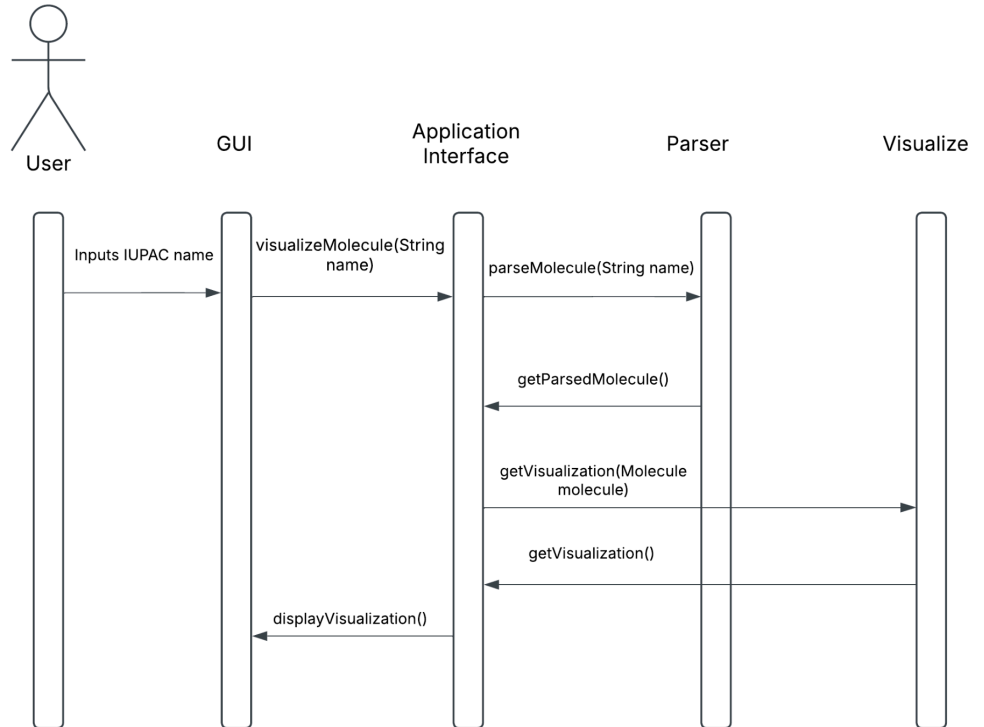 User
GUI
Application
Interface
Parser
Visualize
Inputs IUPAC name
visualizeMolecule(String
name)
parseMolecule(String name)
getParsedMolecule()
getVisualization(Molecule
molecule)
getVisualization()
displayVisualization()